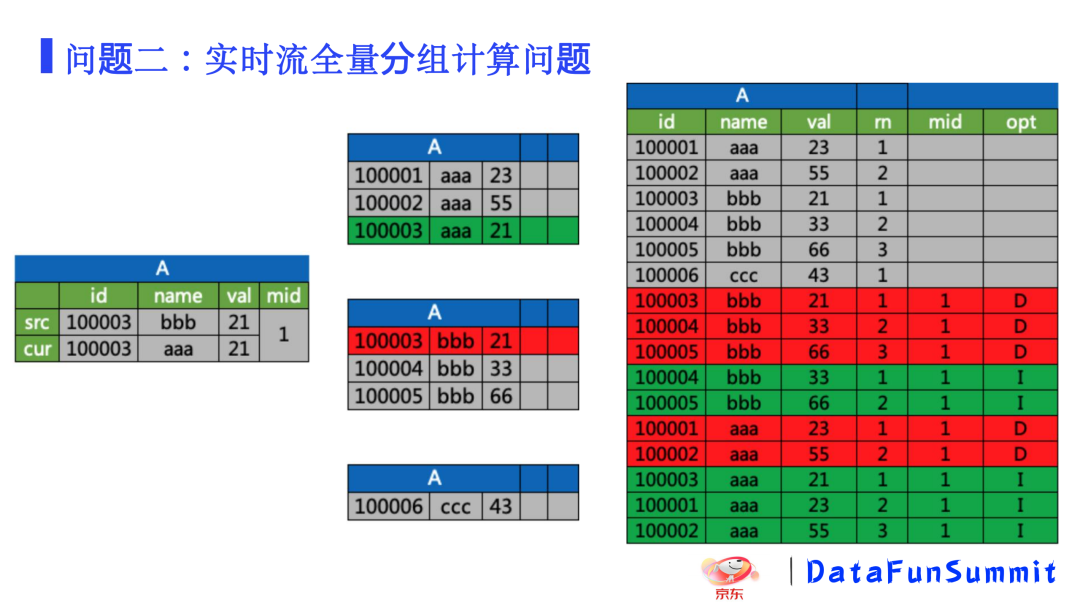 问题二：实时流全量分组计算问题
A
id name val mid
src 100003 bbb 21 1
cur 100003 aaa 21
A
100001 aaa 23
100002 aaa 55
100003 aaa 21
A
100003 bbb 21
100004 bbb 33
100005 bbb 66
A
100006 ccc 43
A
id name val rn mid opt
100001 aaa 23 1
100002 aaa 55 2
100003 bbb 21 1
100004 bbb 33 2
100005 bbb 66 3
100006 ccc 43 1
100003 bbb 21 1 1 D
100004 bbb 33 2 1 D
100005 bbb 66 3 1 D
100004 bbb 33 1 1 I
100005 bbb 66 2 1 I
100001 aaa 23 1 1 D
100002 aaa 55 2 1 D
100003 aaa 21 1 1 I
100001 aaa 23 2 1 I
100002 aaa 55 3 1 I
京东
DataFunSummit